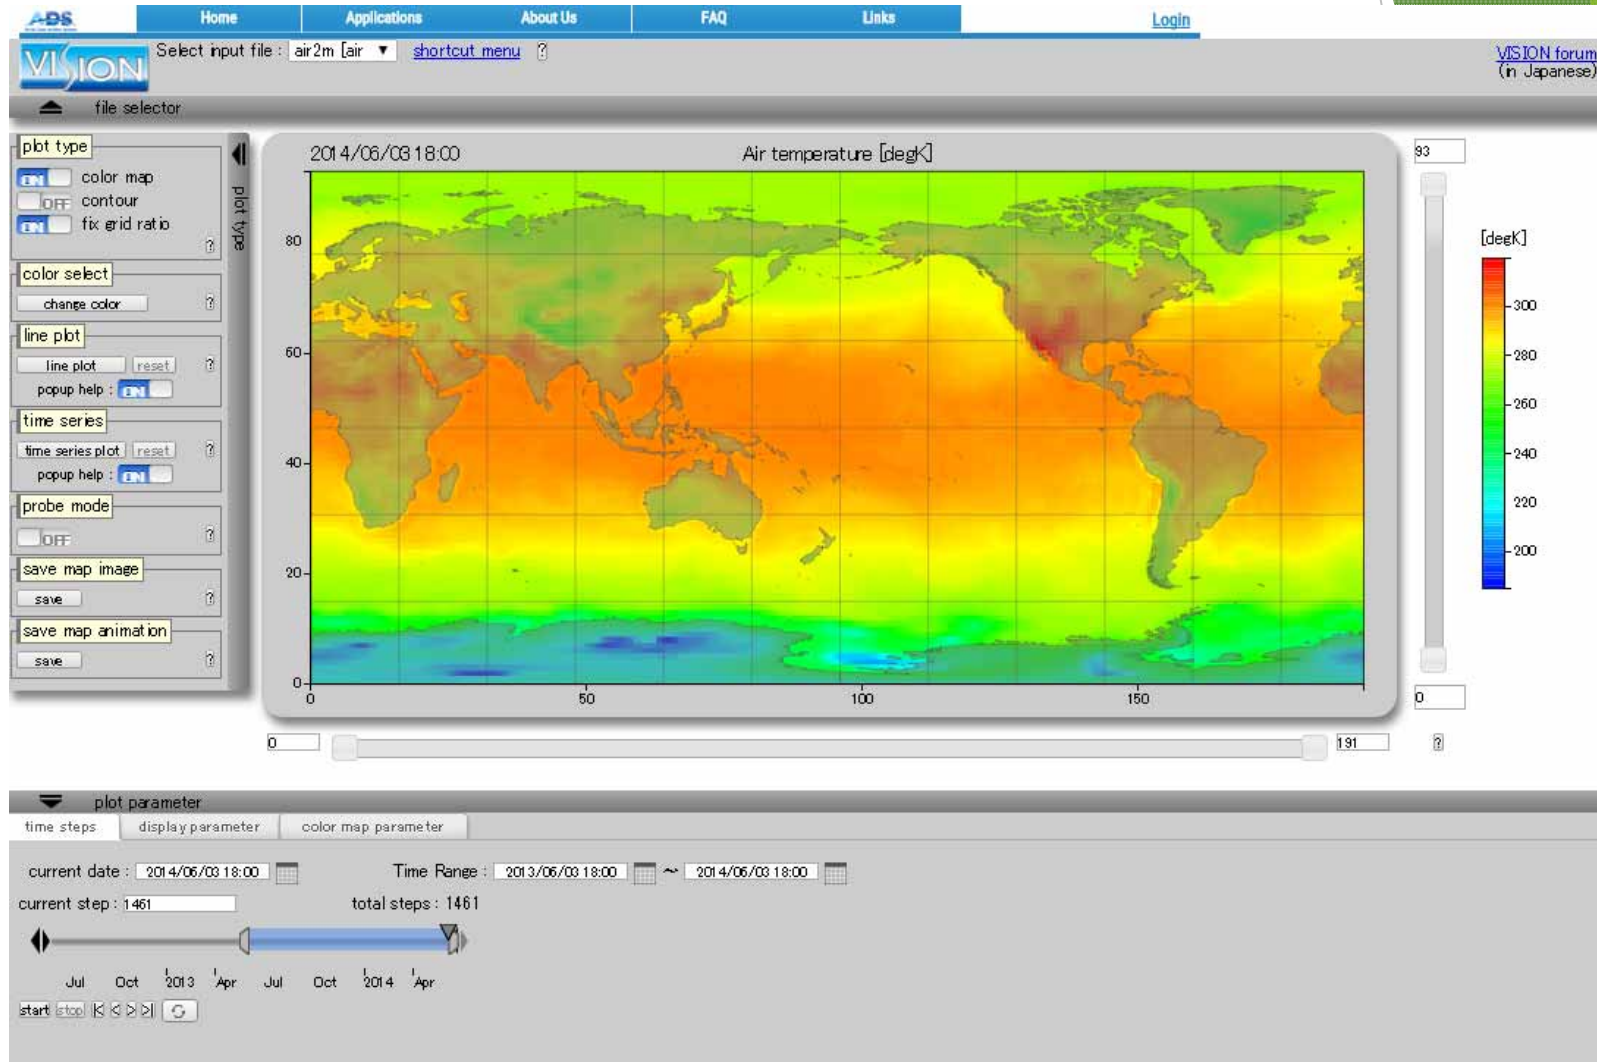 ADS Home Applications About Us FAQ Links Login
VISION Select input file : air2m [air ▼ shortcut menu ?
VISION forum
(in Japanese)
file selector
plot type
ON color map
OFF contour
ON fix grid ratio
?
color select
change color ?
line plot
line plot reset ?
popup help : ON
time series
time series plot reset ?
popup help : ON
probe mode
OFF ?
save map image
save ?
save map animation
save ?
plot type
2014/06/03 18:00 Air temperature [degK]
80
60
40
20
0
0 50 100 150
93
0
0 191 ?
[degK]
300
280
260
240
220
200
plot parameter
time steps display parameter color map parameter
current date : 2014/06/03 18:00 Time Range : 2013/06/03 18:00 ~ 2014/06/03 18:00
current step : 1461 total steps : 1461
Jul Oct 2013 Apr Jul Oct 2014 Apr
start stop |< < > >|